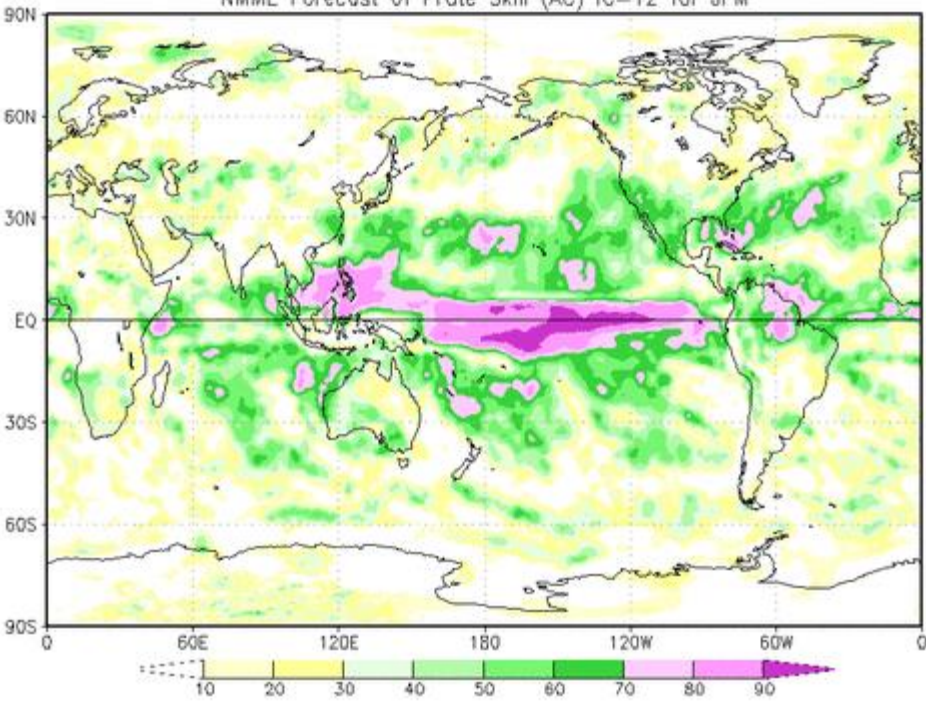 NMME Forecast of Prate Skill (AC) IC=12 for JFM
90N
60N
30N
EQ
30S
60S
90S
0 60E 120E 180 120W 60W 0
10 20 30 40 50 60 70 80 90